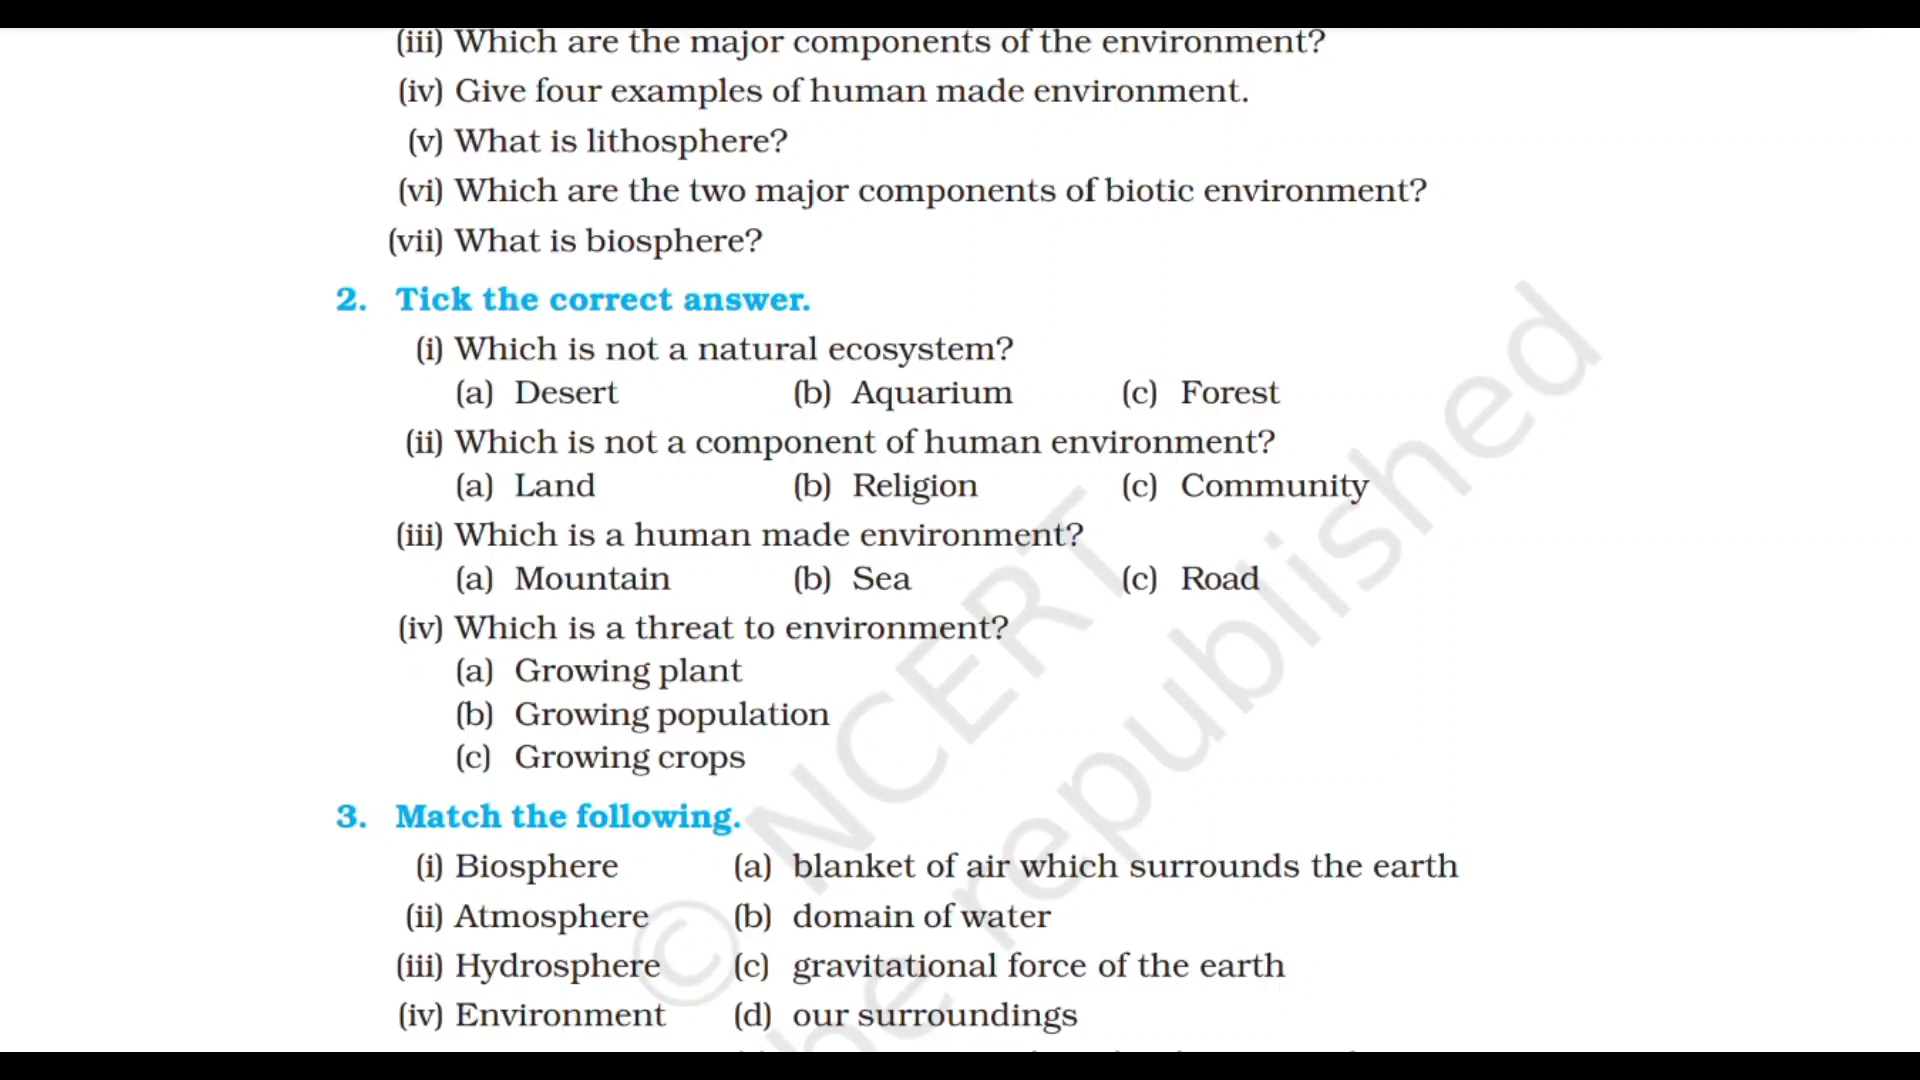 (iii) Which are the major components of the environment?
(iv) Give four examples of human made environment.
(v) What is lithosphere?
(vi) Which are the two major components of biotic environment?
(vii) What is biosphere?
2. Tick the correct answer.
(i) Which is not a natural ecosystem?
(a) Desert (b) Aquarium (c) Forest
(ii) Which is not a component of human environment?
(a) Land (b) Religion (c) Community
(iii) Which is a human made environment?
(a) Mountain (b) Sea (c) Road
(iv) Which is a threat to environment?
(a) Growing plant
(b) Growing population
(c) Growing crops
3. Match the following.
(i) Biosphere (a) blanket of air which surrounds the earth
(ii) Atmosphere (b) domain of water
(iii) Hydrosphere (c) gravitational force of the earth
(iv) Environment (d) our surroundings
© NCERT
be republished